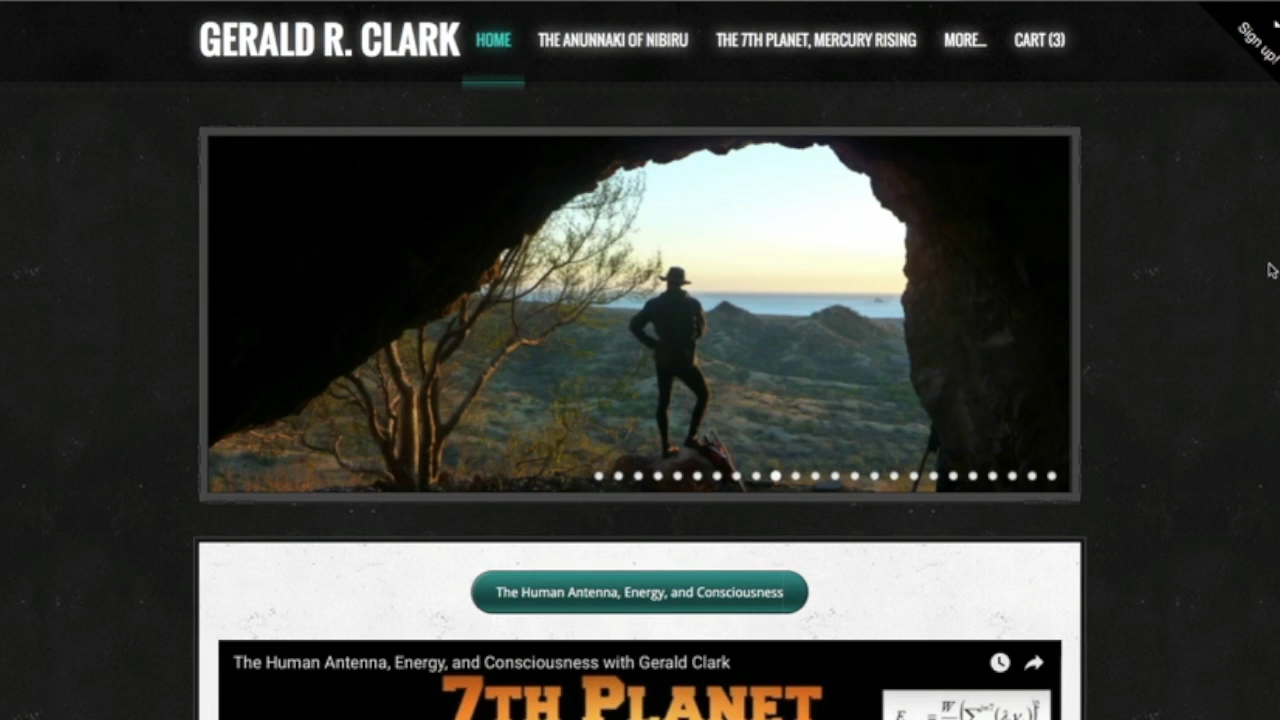 GERALD R. CLARK
HOME
THE ANUNNAKI OF NIBIRU
THE 7TH PLANET, MERCURY RISING
MORE...
CART (3)
Sign up!
The Human Antenna, Energy, and Consciousness
The Human Antenna, Energy, and Consciousness with Gerald Clark
7TH PLANET